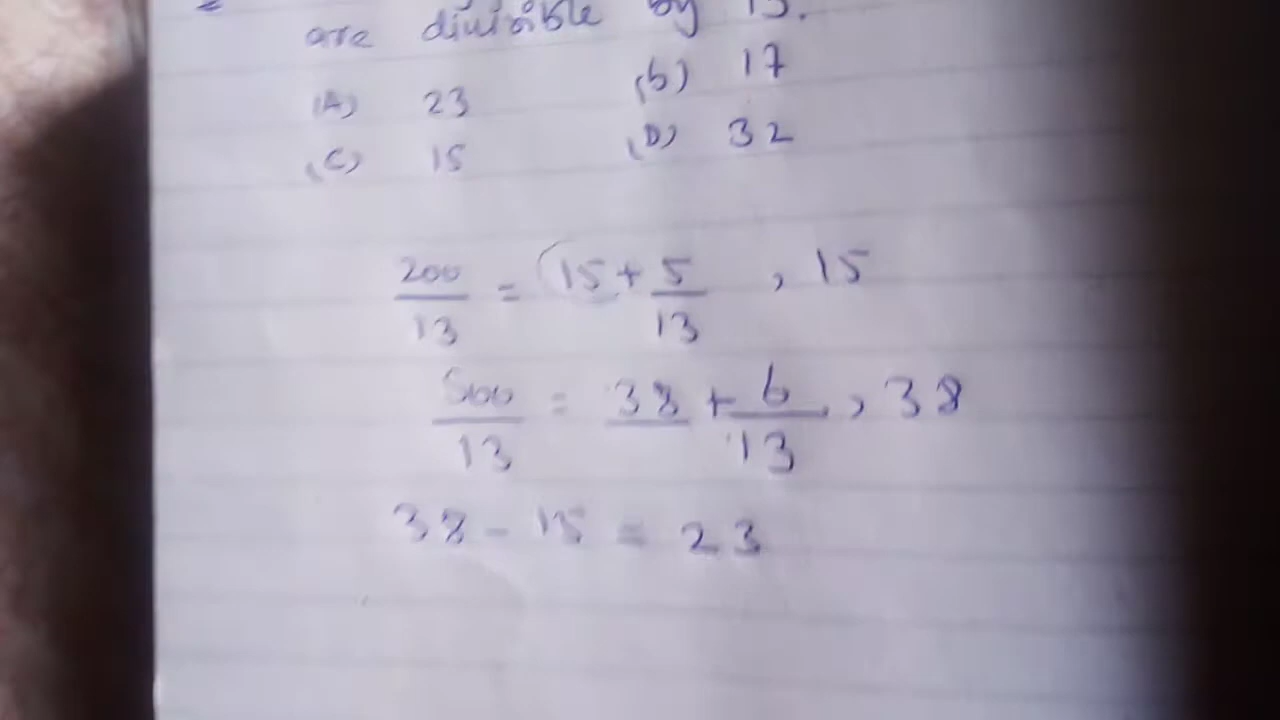 are divisible by 13.
(A) 23 (b) 17
(C) 15 (D) 32
200/13 = (15 + 5/13 , 15
500/13 = 38 + 6/13 , 38
38 - 15 = 23